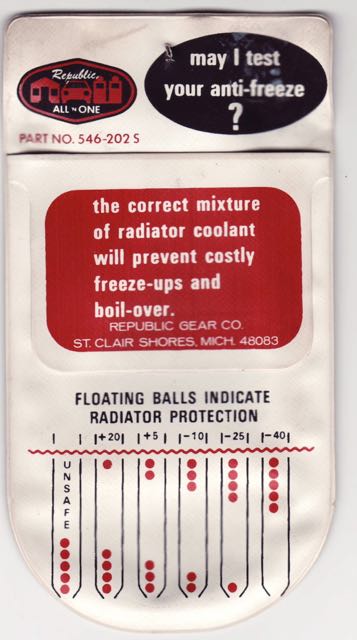 Republic
ALL 'N ONE
PART NO. 546-202 S
may I test
your anti-freeze
?
the correct mixture
of radiator coolant
will prevent costly
freeze-ups and
boil-over.
REPUBLIC GEAR CO.
ST. CLAIR SHORES, MICH. 48083
FLOATING BALLS INDICATE
RADIATOR PROTECTION
+20 +5 -10 -25 -40
UNSAFE